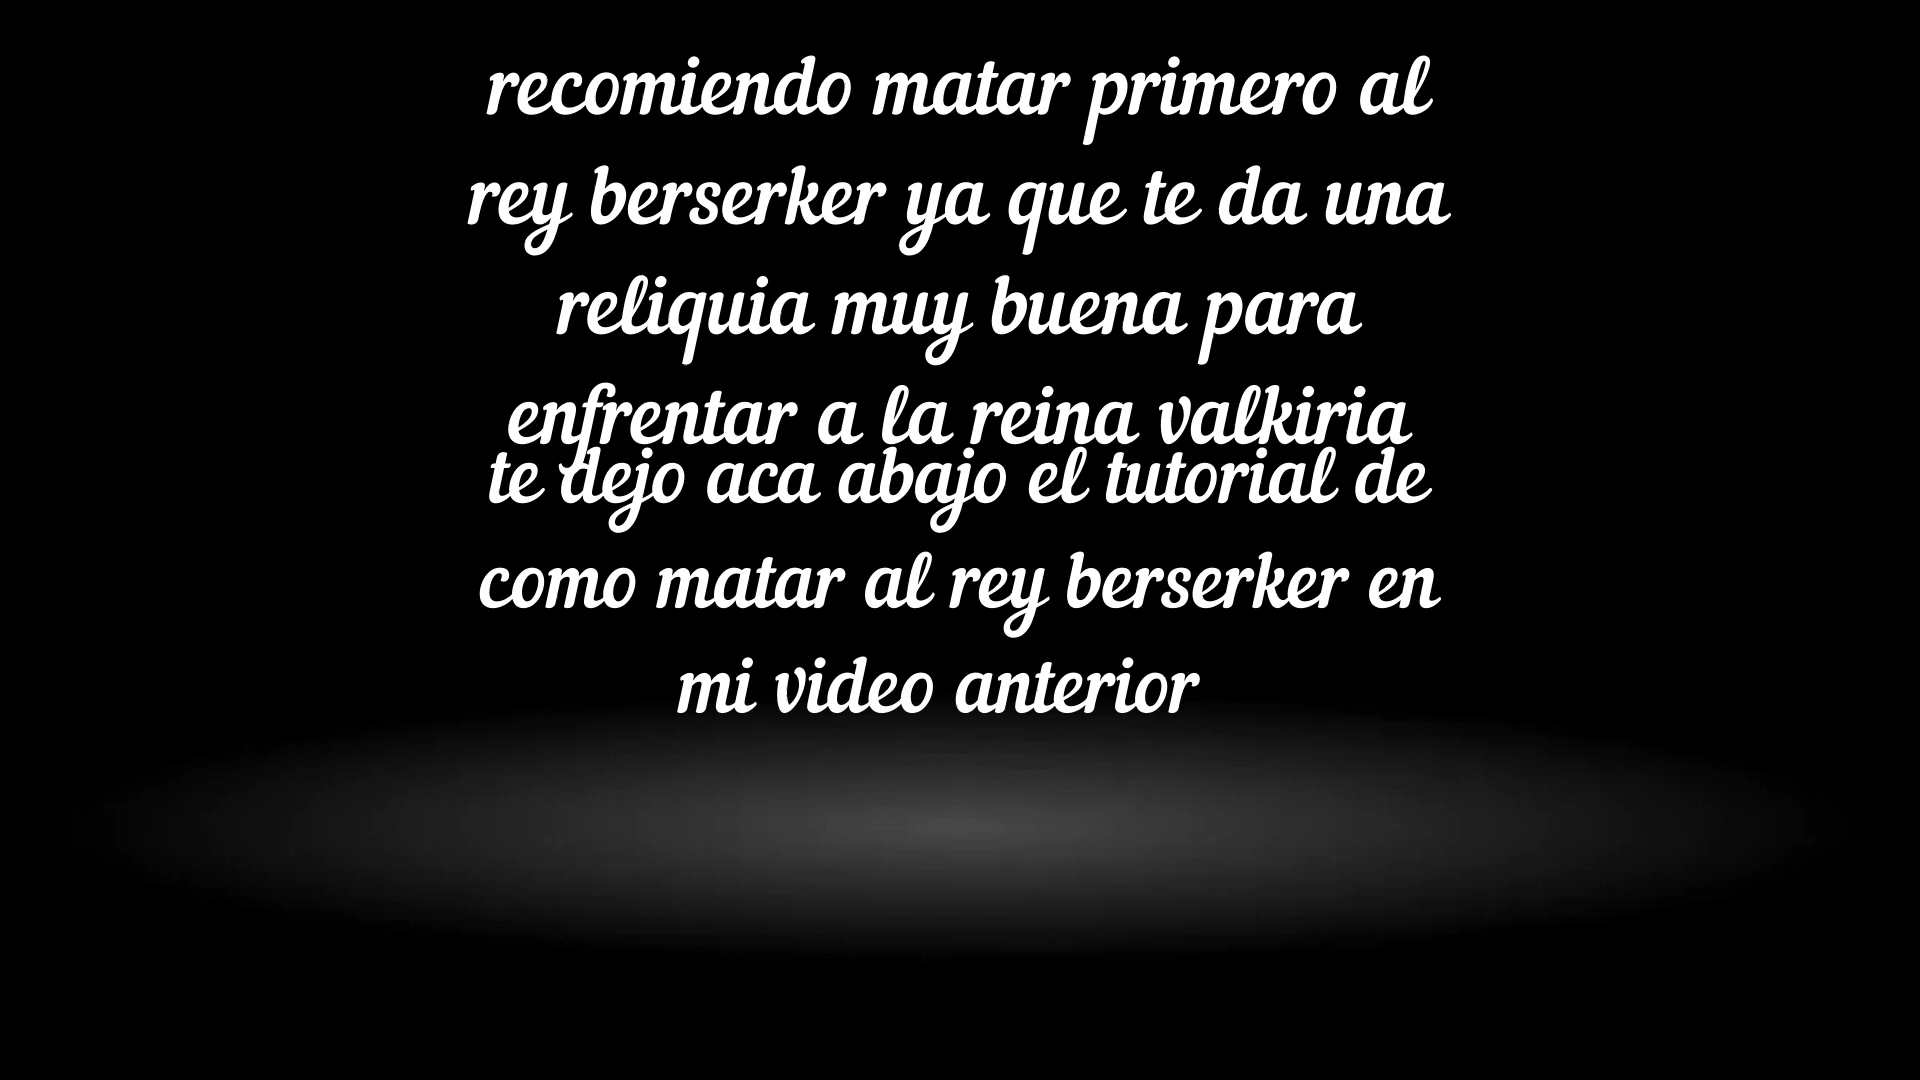 recomiendo matar primero al
rey berserker ya que te da una
reliquia muy buena para
enfrentar a la reina valkiria
te dejo aca abajo el tutorial de
como matar al rey berserker en
mi video anterior